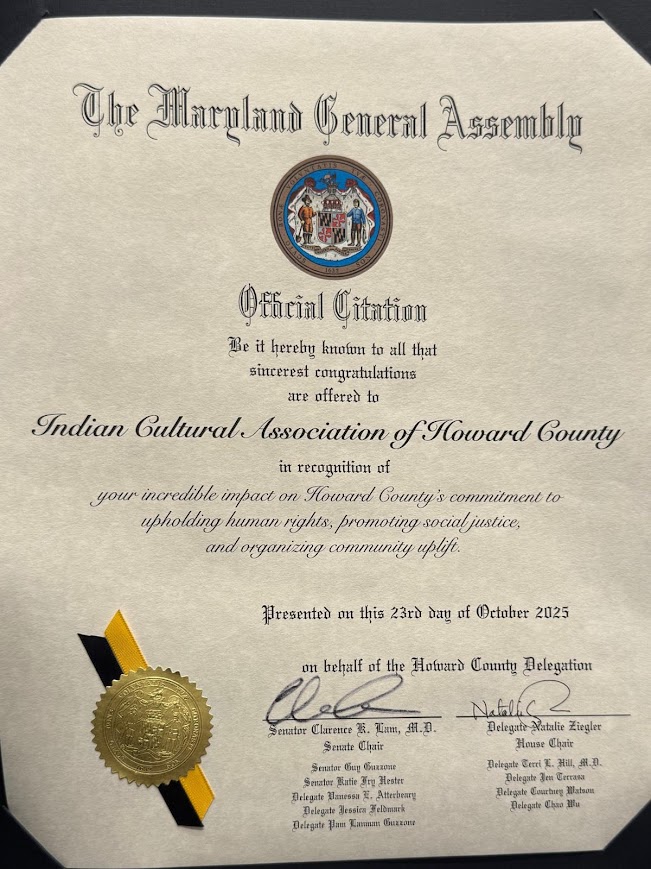 The Maryland General Assembly
1632
Official Citation
Be it hereby known to all that
sincerest congratulations
are offered to
Indian Cultural Association of Howard County
in recognition of
your incredible impact on Howard County's commitment to
upholding human rights, promoting social justice,
and organizing community uplift.
Presented on this 23rd day of October 2025
on behalf of the Howard County Delegation
Senator Clarence K. Lam, M.D.
Senate Chair
Senator Guy Guzzone
Senator Katie Fry Hester
Delegate Vanessa E. Atterbeary
Delegate Jessica Feldmark
Delegate Pam Lanman Guzzone
Natalie Z
Delegate Natalie Ziegler
House Chair
Delegate Terri L. Hill, M.D.
Delegate Jen Terrasa
Delegate Courtney Watson
Delegate Chao Wu